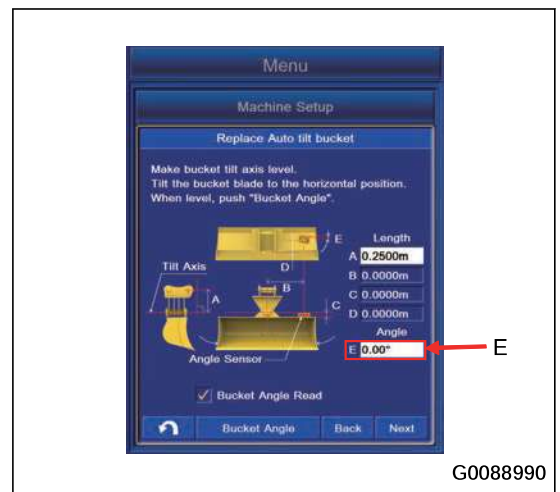 Menu
Machine Setup
Replace Auto tilt bucket
Make bucket tilt axis level.
Tilt the bucket blade to the horizontal position.
When level, push "Bucket Angle".
E
Length
A 0.2500m
D
Tilt Axis
B
B 0.0000m
A
C
C 0.0000m
D 0.0000m
Angle
E 0.00°
E
Angle Sensor
Bucket Angle Read
Bucket Angle
Back
Next
G0088990